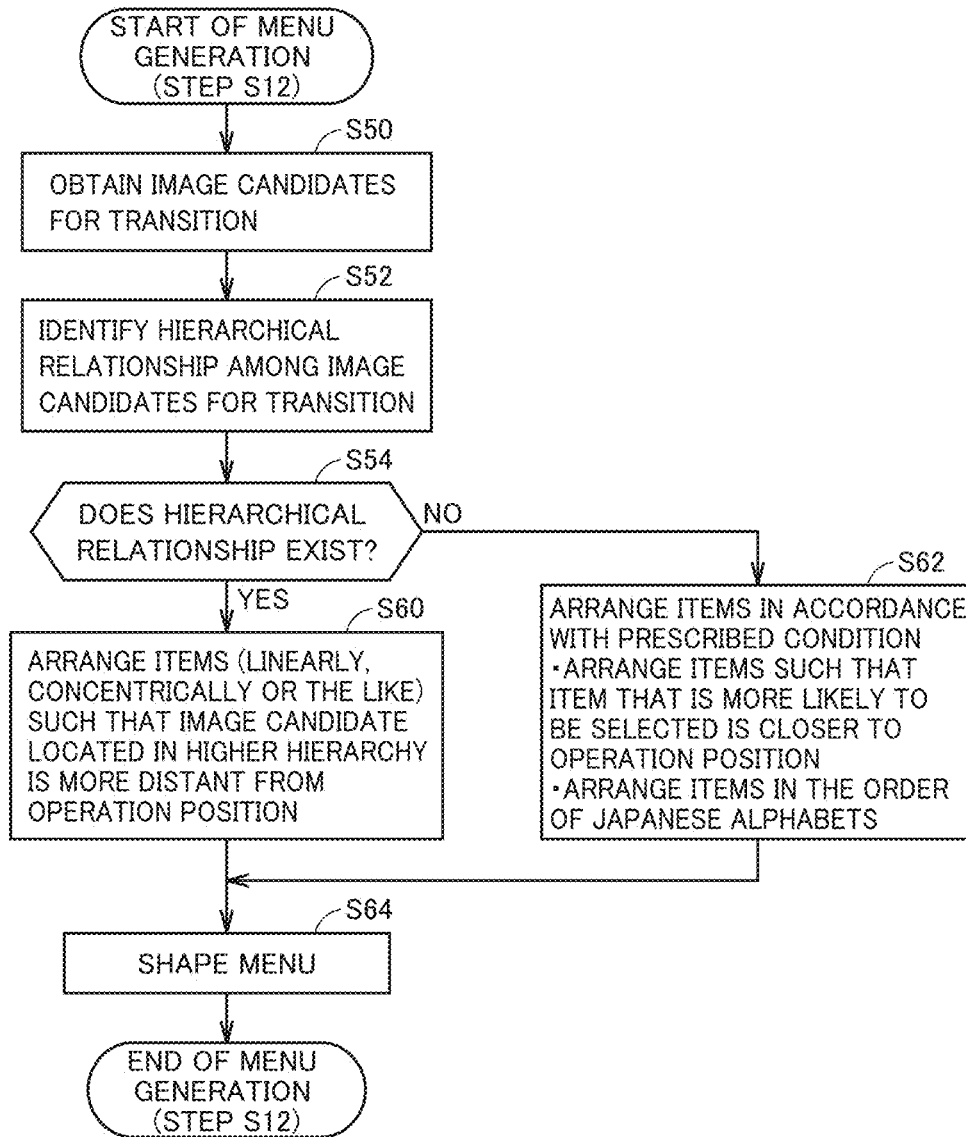 START OF MENU
GENERATION
(STEP S12)
S50
OBTAIN IMAGE CANDIDATES
FOR TRANSITION
S52
IDENTIFY HIERARCHICAL
RELATIONSHIP AMONG IMAGE
CANDIDATES FOR TRANSITION
S54
DOES HIERARCHICAL
RELATIONSHIP EXIST?
NO
YES
S60
ARRANGE ITEMS (LINEARLY,
CONCENTRICALLY OR THE LIKE)
SUCH THAT IMAGE CANDIDATE
LOCATED IN HIGHER HIERARCHY
IS MORE DISTANT FROM
OPERATION POSITION
S62
ARRANGE ITEMS IN ACCORDANCE
WITH PRESCRIBED CONDITION
・ARRANGE ITEMS SUCH THAT
ITEM THAT IS MORE LIKELY TO
BE SELECTED IS CLOSER TO
OPERATION POSITION
・ARRANGE ITEMS IN THE ORDER
OF JAPANESE ALPHABETS
S64
SHAPE MENU
END OF MENU
GENERATION
(STEP S12)